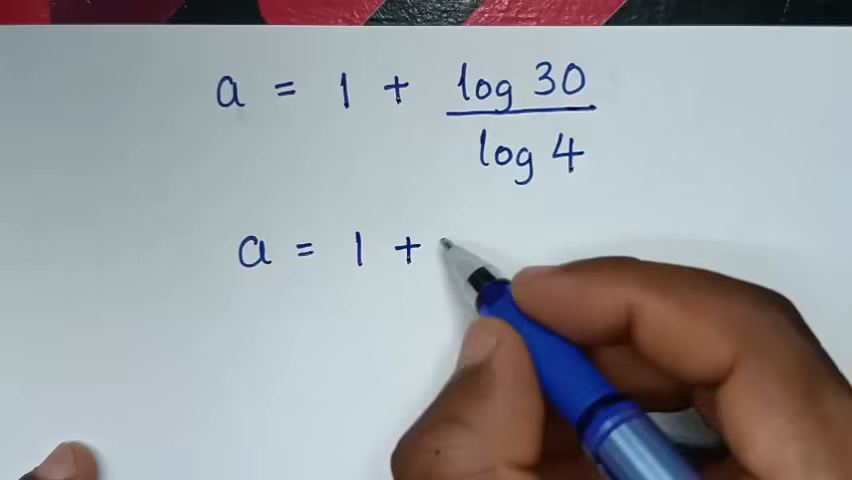 a = 1 + log 30 / log 4
a = 1 +